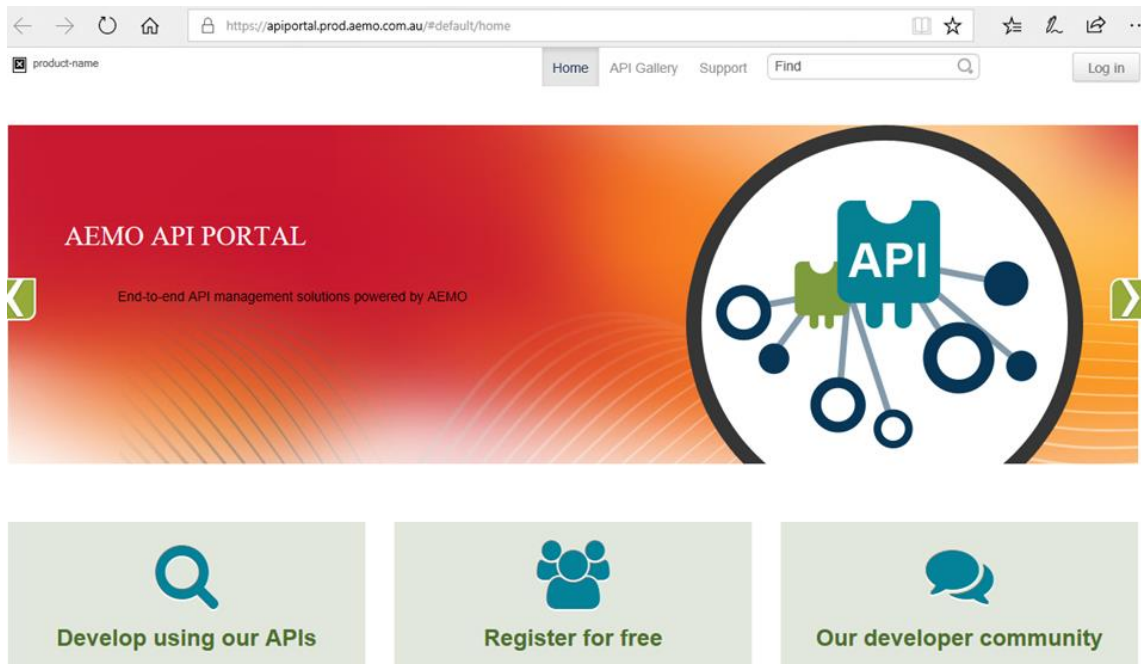 https://apiportal.prod.aemo.com.au/#default/home
product-name
Home API Gallery Support Find Log in
AEMO API PORTAL
End-to-end API management solutions powered by AEMO
API
Develop using our APIs
Register for free
Our developer community